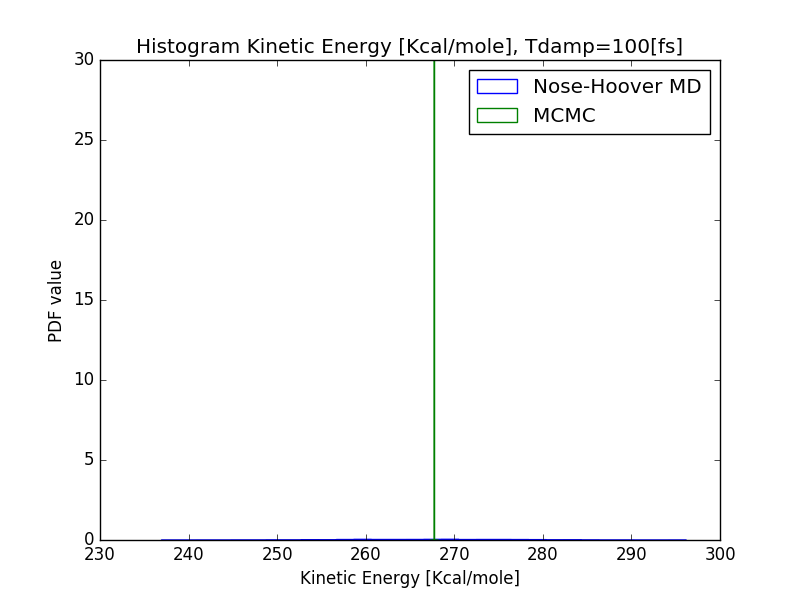 Histogram Kinetic Energy [Kcal/mole], Tdamp=100[fs]
30
25
20
15
10
5
0
PDF value
Nose-Hoover MD
MCMC
230 240 250 260 270 280 290 300
Kinetic Energy [Kcal/mole]